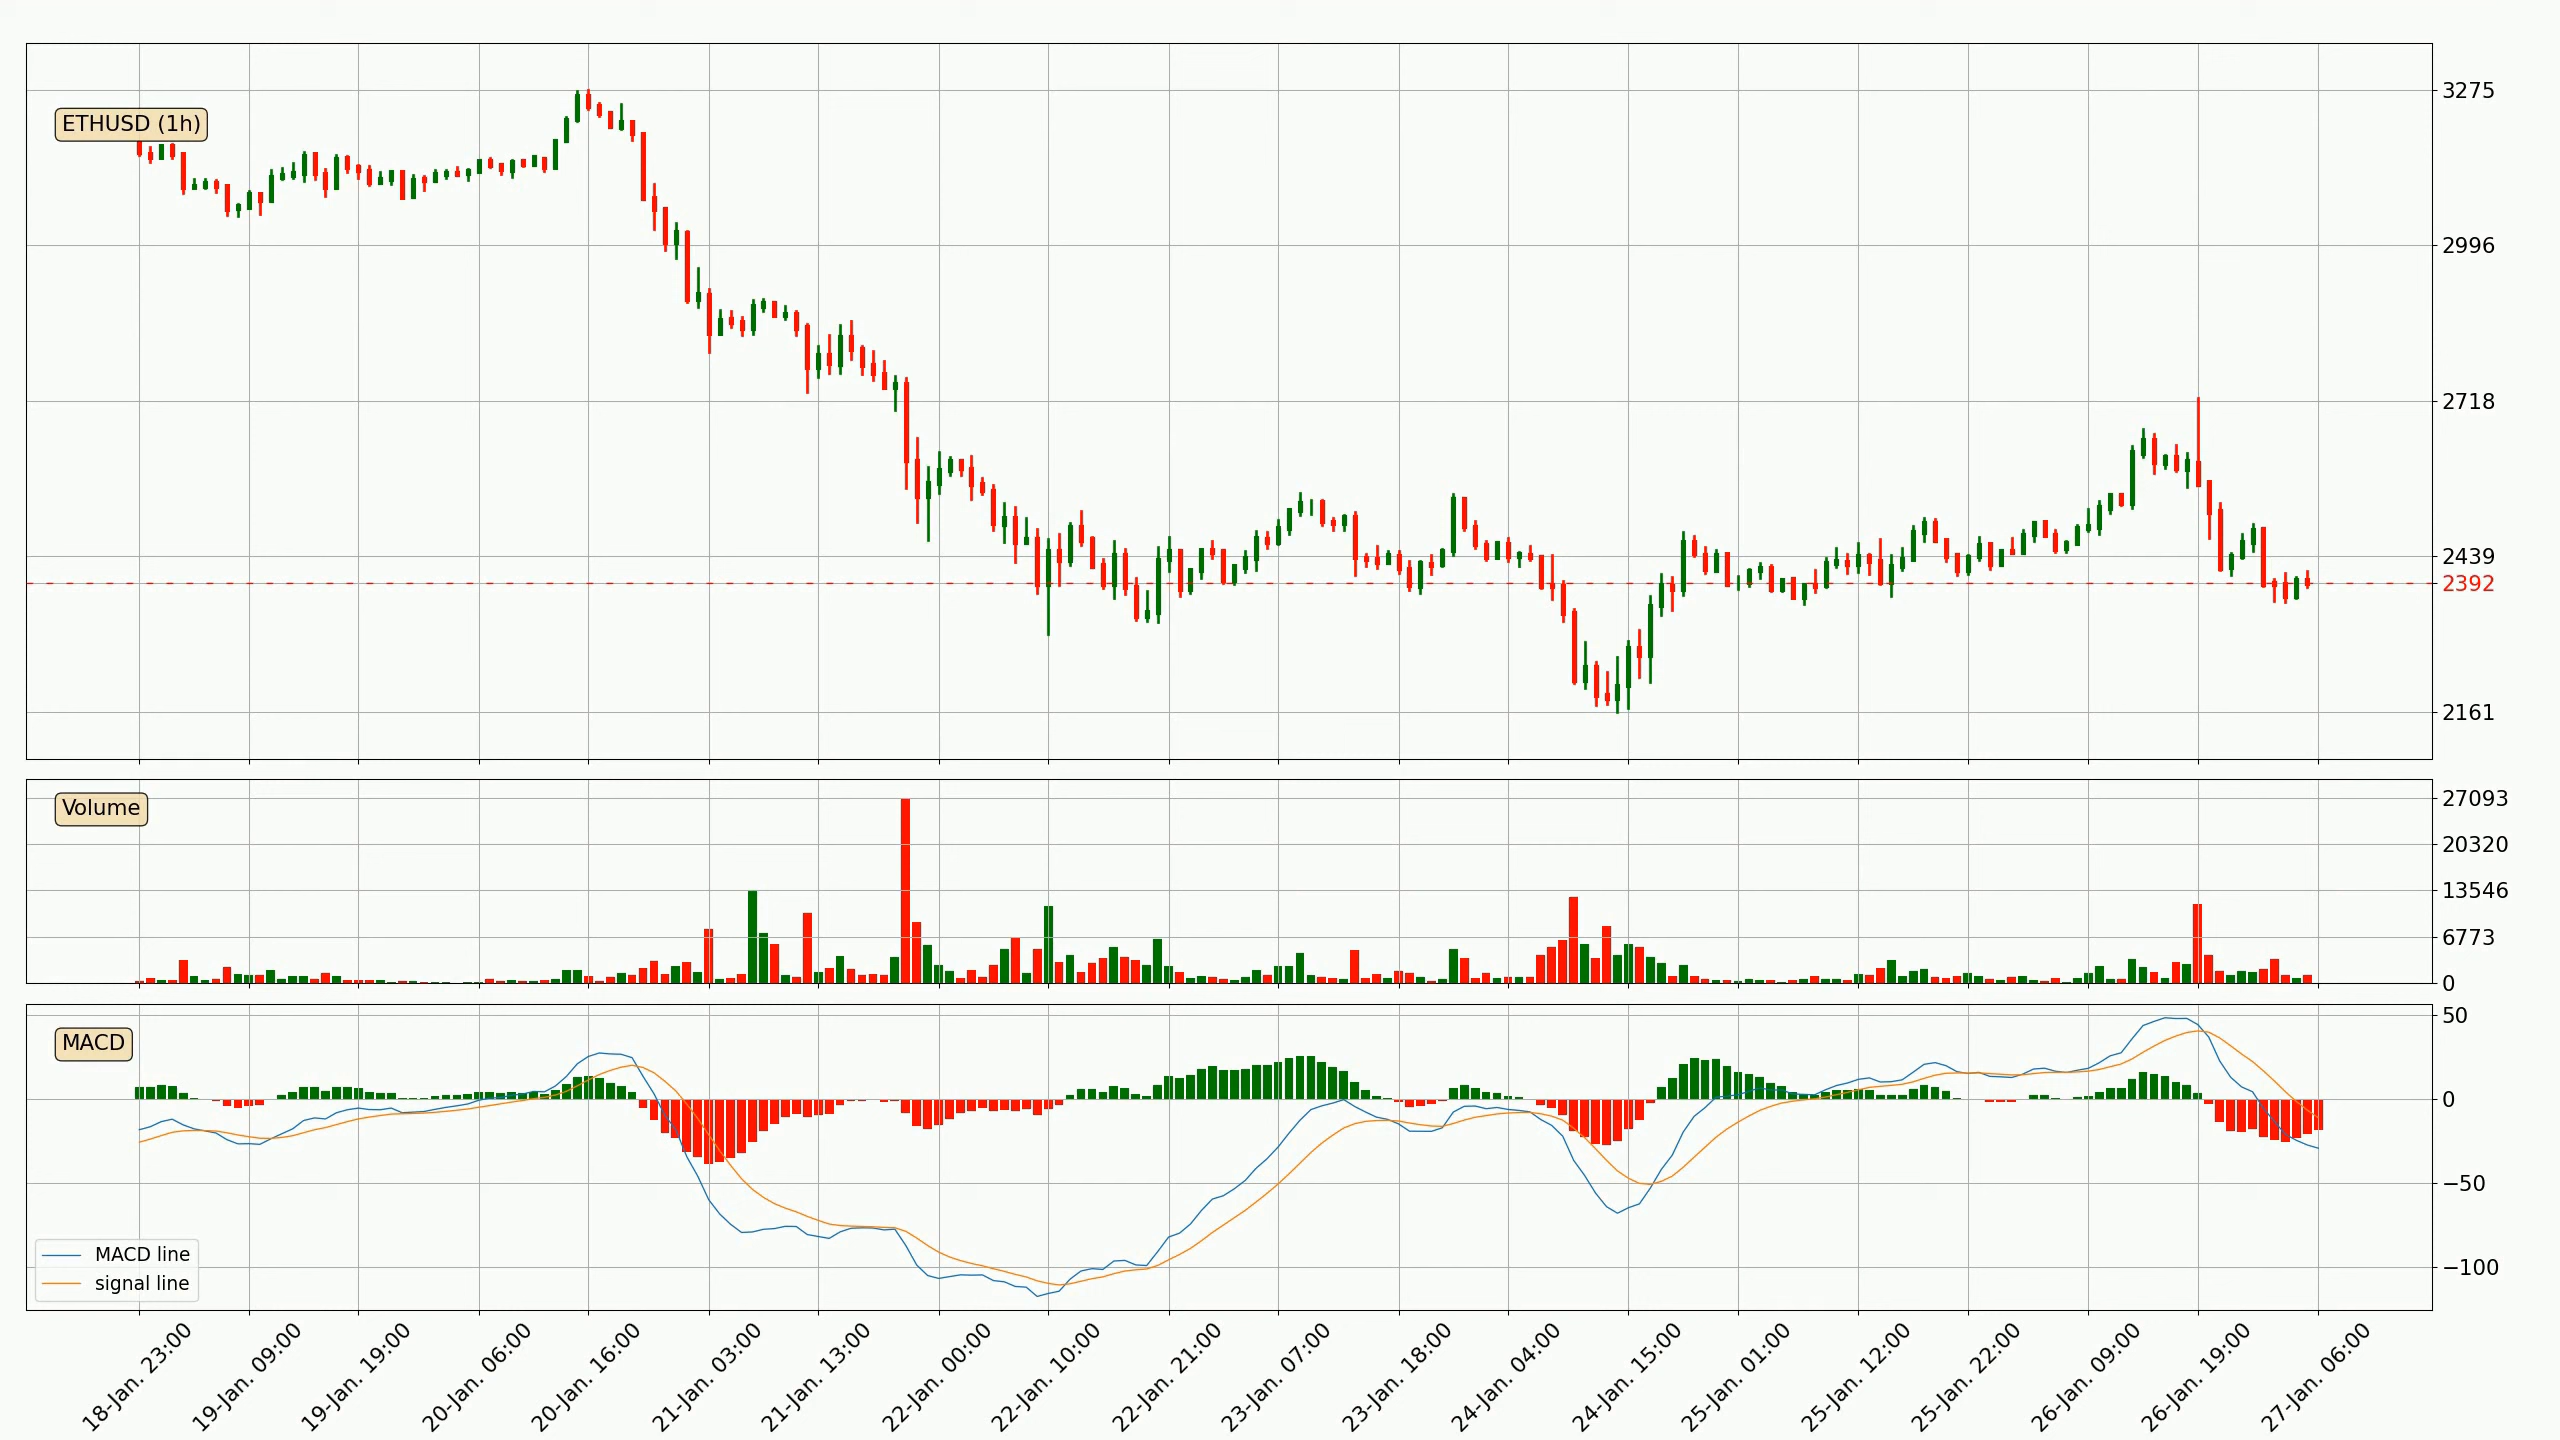 ETHUSD (1h)
3275
2996
2718
2439
2392
2161
Volume
27093
20320
13546
6773
0
MACD
50
0
−50
−100
MACD line
signal line
18-Jan. 23:00
19-Jan. 09:00
19-Jan. 19:00
20-Jan. 06:00
20-Jan. 16:00
21-Jan. 03:00
21-Jan. 13:00
22-Jan. 00:00
22-Jan. 10:00
22-Jan. 21:00
23-Jan. 07:00
23-Jan. 18:00
24-Jan. 04:00
24-Jan. 15:00
25-Jan. 01:00
25-Jan. 12:00
25-Jan. 22:00
26-Jan. 09:00
26-Jan. 19:00
27-Jan. 06:00